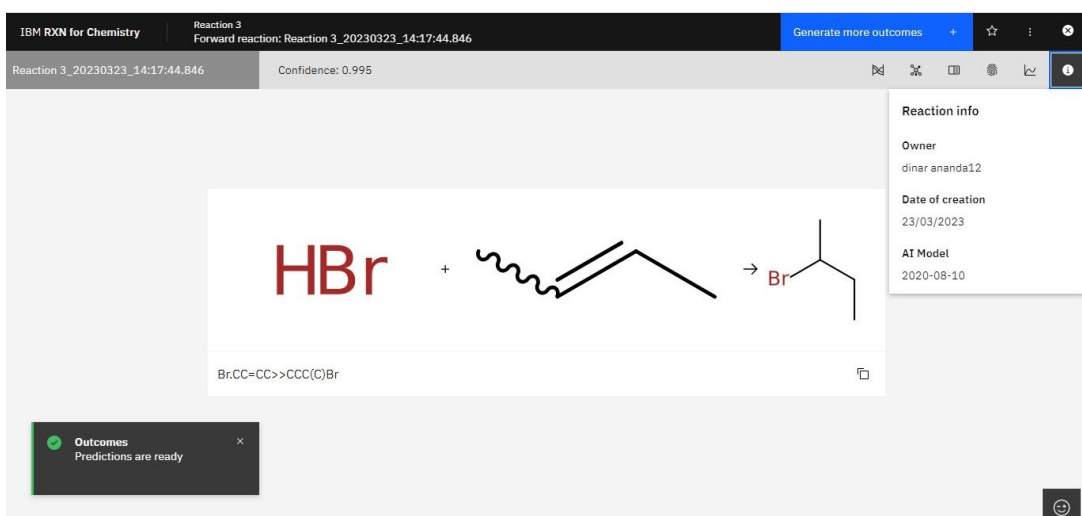 IBM RXN for Chemistry
Reaction 3
Forward reaction: Reaction 3_20230323_14:17:44.846
Generate more outcomes +
Reaction 3_20230323_14:17:44.846
Confidence: 0.995
Reaction info
Owner
dinar ananda12
Date of creation
23/03/2023
AI Model
2020-08-10
HBr + → Br
Br.CC=CC>>CCC(C)Br
Outcomes
Predictions are ready